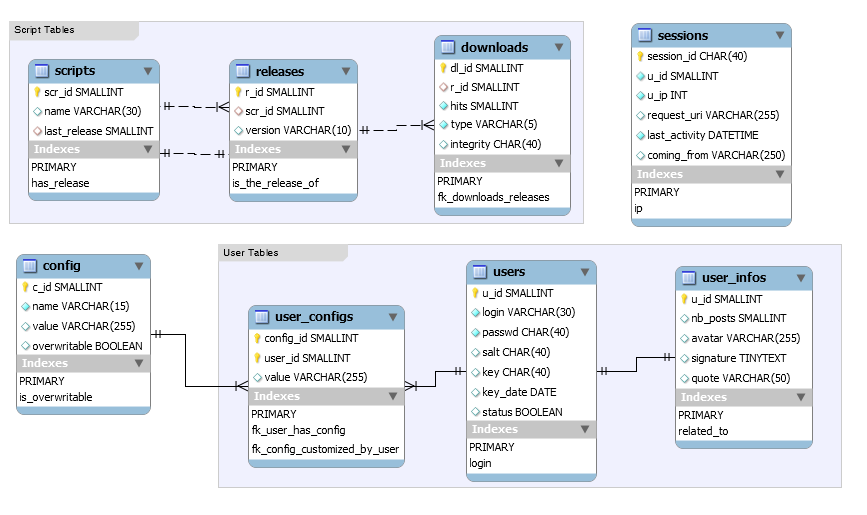 Script Tables
scripts
scr_id SMALLINT
name VARCHAR(30)
last_release SMALLINT
Indexes
PRIMARY
has_release
releases
r_id SMALLINT
scr_id SMALLINT
version VARCHAR(10)
Indexes
PRIMARY
is_the_release_of
downloads
dl_id SMALLINT
r_id SMALLINT
hits SMALLINT
type VARCHAR(5)
integrity CHAR(40)
Indexes
PRIMARY
fk_downloads_releases
sessions
session_id CHAR(40)
u_id SMALLINT
u_ip INT
request_uri VARCHAR(255)
last_activity DATETIME
coming_from VARCHAR(250)
Indexes
PRIMARY
ip
config
c_id SMALLINT
name VARCHAR(15)
value VARCHAR(255)
overwritable BOOLEAN
Indexes
PRIMARY
is_overwritable
User Tables
user_configs
config_id SMALLINT
user_id SMALLINT
value VARCHAR(255)
Indexes
PRIMARY
fk_user_has_config
fk_config_customized_by_user
users
u_id SMALLINT
login VARCHAR(30)
passwd CHAR(40)
salt CHAR(40)
key CHAR(40)
key_date DATE
status BOOLEAN
Indexes
PRIMARY
login
user_infos
u_id SMALLINT
nb_posts SMALLINT
avatar VARCHAR(255)
signature TINYTEXT
quote VARCHAR(50)
Indexes
PRIMARY
related_to